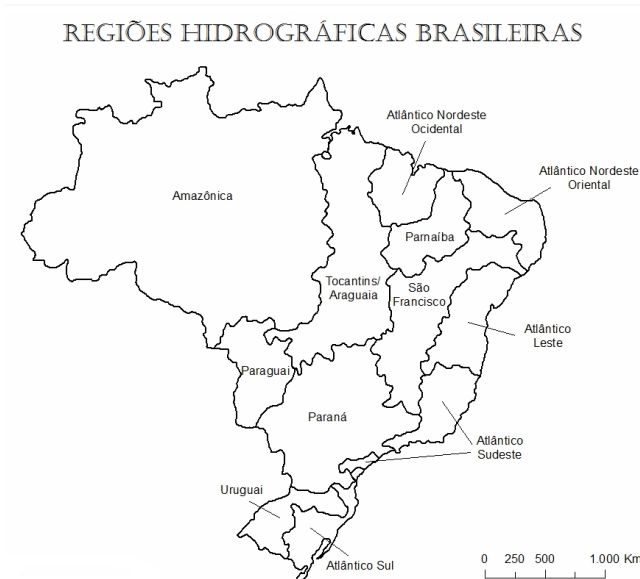 REGIÕES HIDROGRÁFICAS BRASILEIRAS
Atlântico Nordeste
Ocidental
Atlântico Nordeste
Oriental
Amazônica
Parnaíba
Tocantins/
Araguaia
São
Francisco
Atlântico
Leste
Paraguai
Paraná
Atlântico
Sudeste
Uruguai
Atlântico Sul
0 250 500 1.000 Km